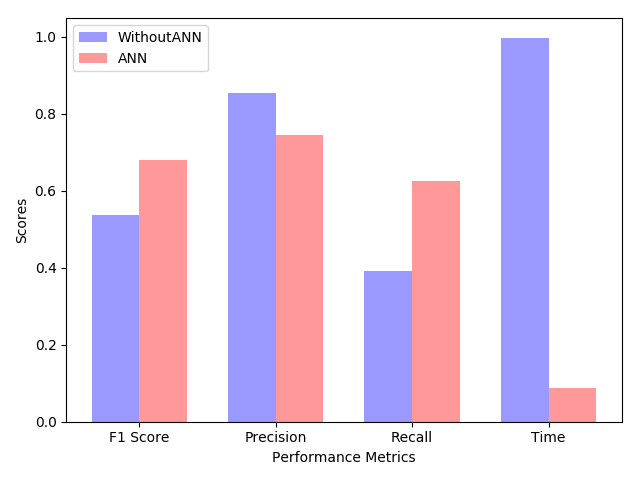 WithoutANN
ANN
1.0
0.8
0.6
0.4
0.2
0.0
Scores
F1 Score Precision Recall Time
Performance Metrics